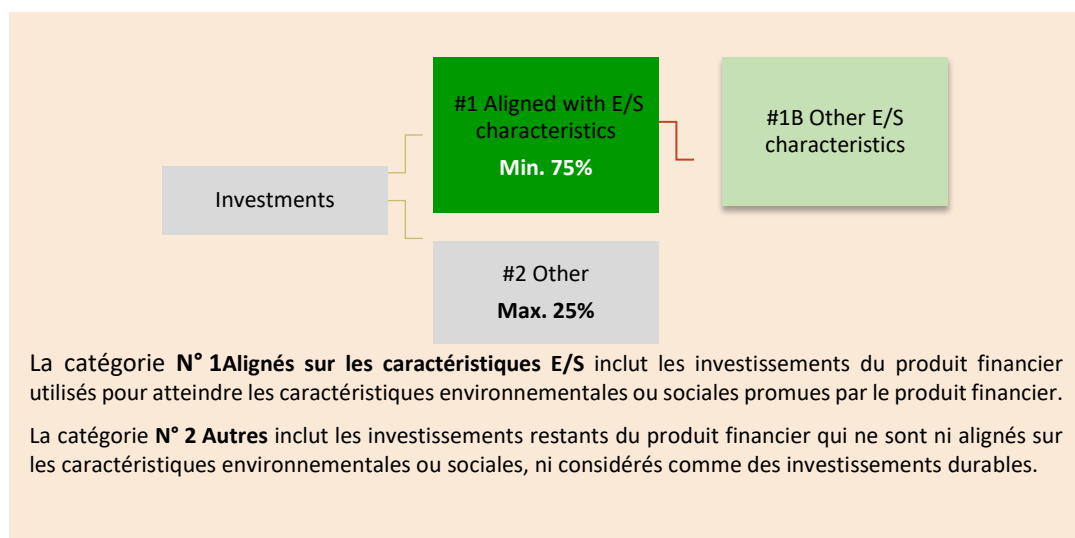 #1 Aligned with E/S
characteristics
Min. 75%
#1B Other E/S
characteristics
Investments
#2 Other
Max. 25%
La catégorie N° 1Alignés sur les caractéristiques E/S inclut les investissements du produit financier
utilisés pour atteindre les caractéristiques environnementales ou sociales promues par le produit financier.
La catégorie N° 2 Autres inclut les investissements restants du produit financier qui ne sont ni alignés sur
les caractéristiques environnementales ou sociales, ni considérés comme des investissements durables.